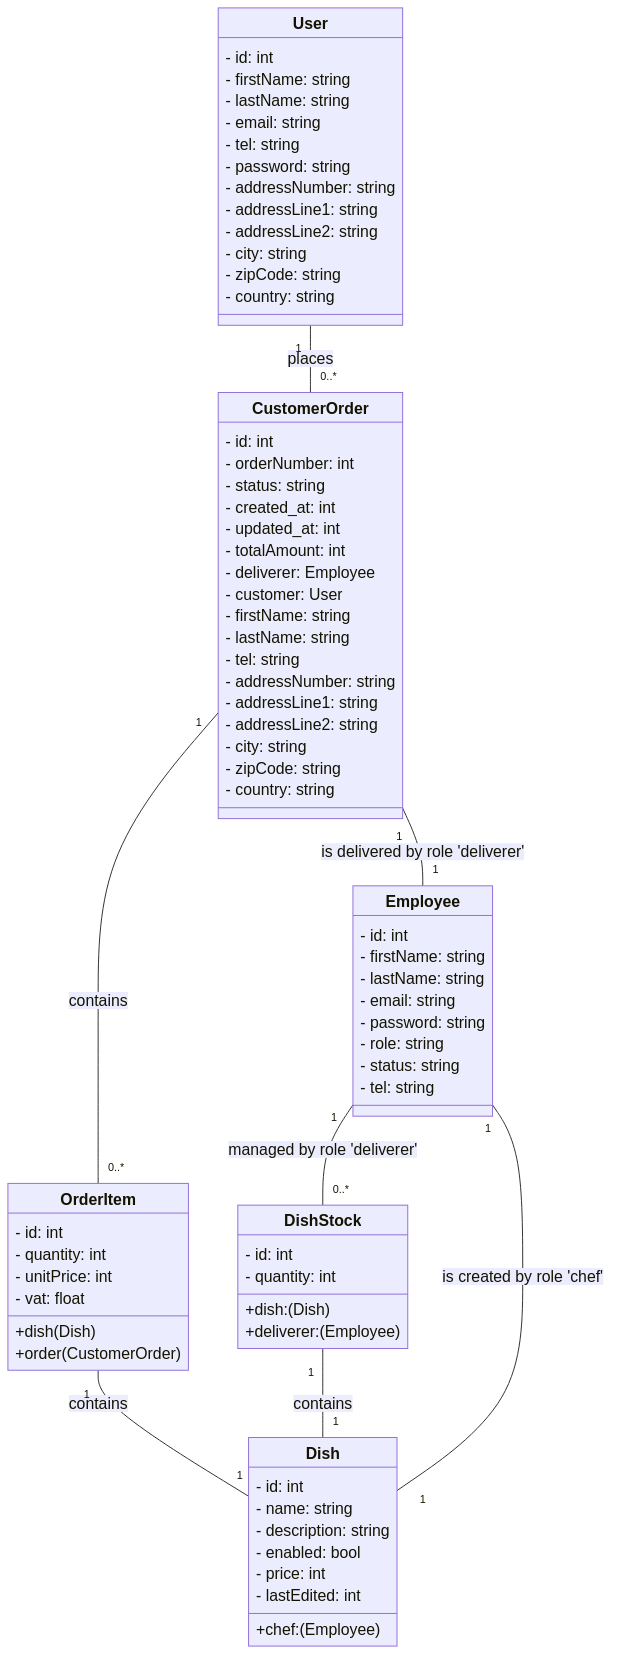 User
- id: int
- firstName: string
- lastName: string
- email: string
- tel: string
- password: string
- addressNumber: string
- addressLine1: string
- addressLine2: string
- city: string
- zipCode: string
- country: string
1
places
0..*
CustomerOrder
- id: int
- orderNumber: int
- status: string
- created_at: int
- updated_at: int
- totalAmount: int
- deliverer: Employee
- customer: User
- firstName: string
- lastName: string
- tel: string
- addressNumber: string
- addressLine1: string
- addressLine2: string
- city: string
- zipCode: string
- country: string
1
1
is delivered by role 'deliverer'
1
Employee
- id: int
- firstName: string
- lastName: string
- email: string
- password: string
- role: string
- status: string
- tel: string
contains
1
1
managed by role 'deliverer'
0..*
0..*
OrderItem
- id: int
- quantity: int
- unitPrice: int
- vat: float
+dish(Dish)
+order(CustomerOrder)
DishStock
- id: int
- quantity: int
+dish:(Dish)
+deliverer:(Employee)
is created by role 'chef'
1
contains
1
contains
1
1
1
Dish
- id: int
- name: string
- description: string
- enabled: bool
- price: int
- lastEdited: int
+chef:(Employee)